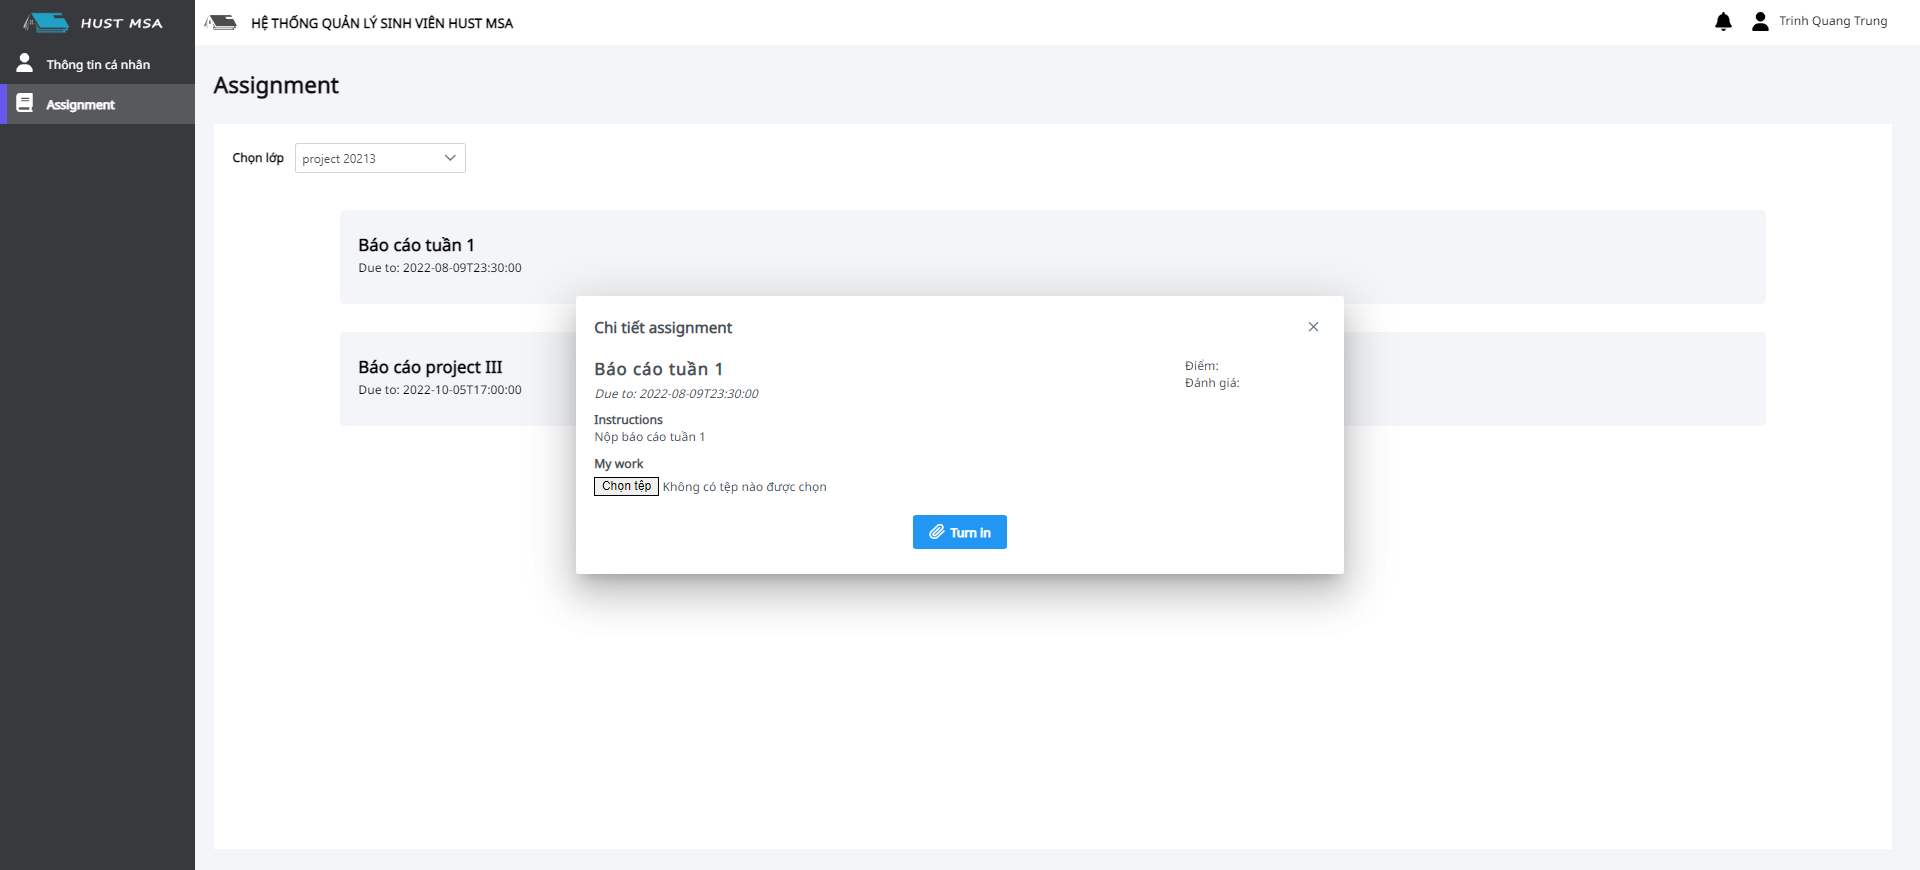 HUST MSA
Thông tin cá nhân
Assignment
HỆ THỐNG QUẢN LÝ SINH VIÊN HUST MSA
Trinh Quang Trung
Assignment
Chọn lớp
project 20213
Báo cáo tuần 1
Due to: 2022-08-09T23:30:00
Báo cáo project III
Due to: 2022-10-05T17:00:00
Chi tiết assignment
Báo cáo tuần 1
Due to: 2022-08-09T23:30:00
Điểm:
Đánh giá:
Instructions
Nộp báo cáo tuần 1
My work
Chọn tệp Không có tệp nào được chọn
Turn in